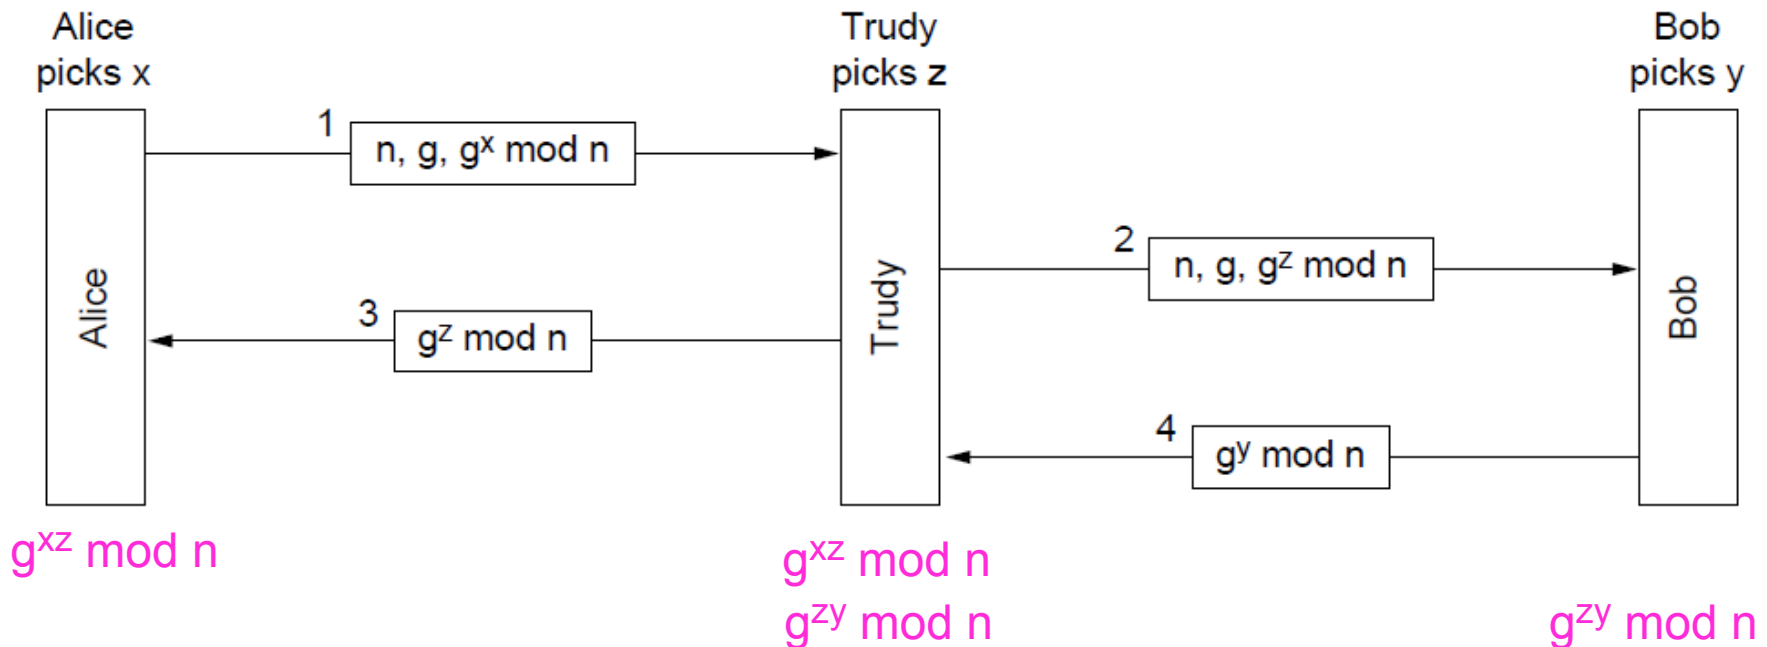 Alice
picks x
Trudy
picks z
Bob
picks y
1
n, g, gˣ mod n
2
n, g, gᶻ mod n
Alice
Trudy
Bob
3
gᶻ mod n
4
gʸ mod n
gˣᶻ mod n
gˣᶻ mod n
gᶻʸ mod n
gᶻʸ mod n